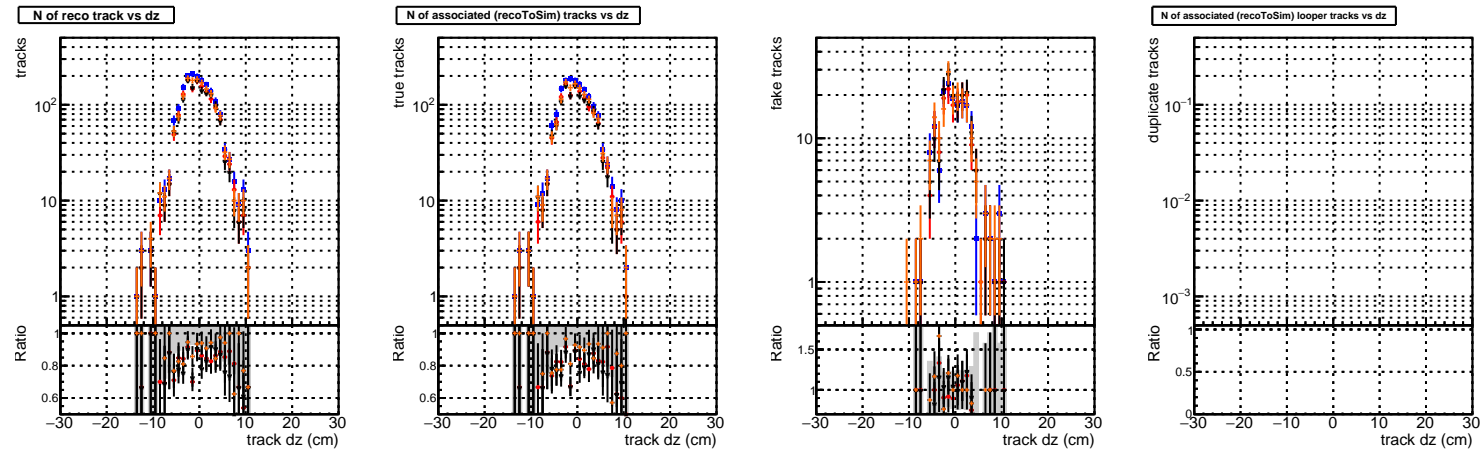 N of reco track vs dz
tracks
10²
10
1
Ratio
1
0.8
0.6
−30 −20 −10 0 10 20 30
track dz (cm)
N of associated (recoToSim) tracks vs dz
true tracks
10²
10
1
Ratio
1
0.8
0.6
−30 −20 −10 0 10 20 30
track dz (cm)
fake tracks
10
1
Ratio
1.5
1
−30 −20 −10 0 10 20 30
track dz (cm)
N of associated (recoToSim) looper tracks vs dz
duplicate tracks
10⁻¹
10⁻²
10⁻³
Ratio
1
0.5
0
−30 −20 −10 0 10 20 30
track dz (cm)